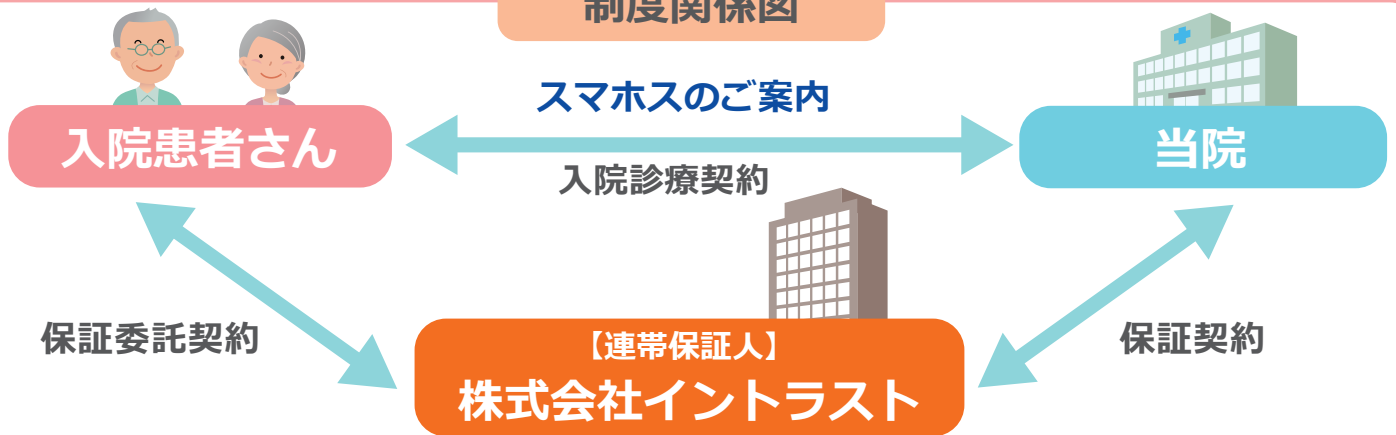 制度関係図
スマホスのご案内
入院患者さん
当院
入院診療契約
保証委託契約
保証契約
【連帯保証人】
株式会社イントラスト